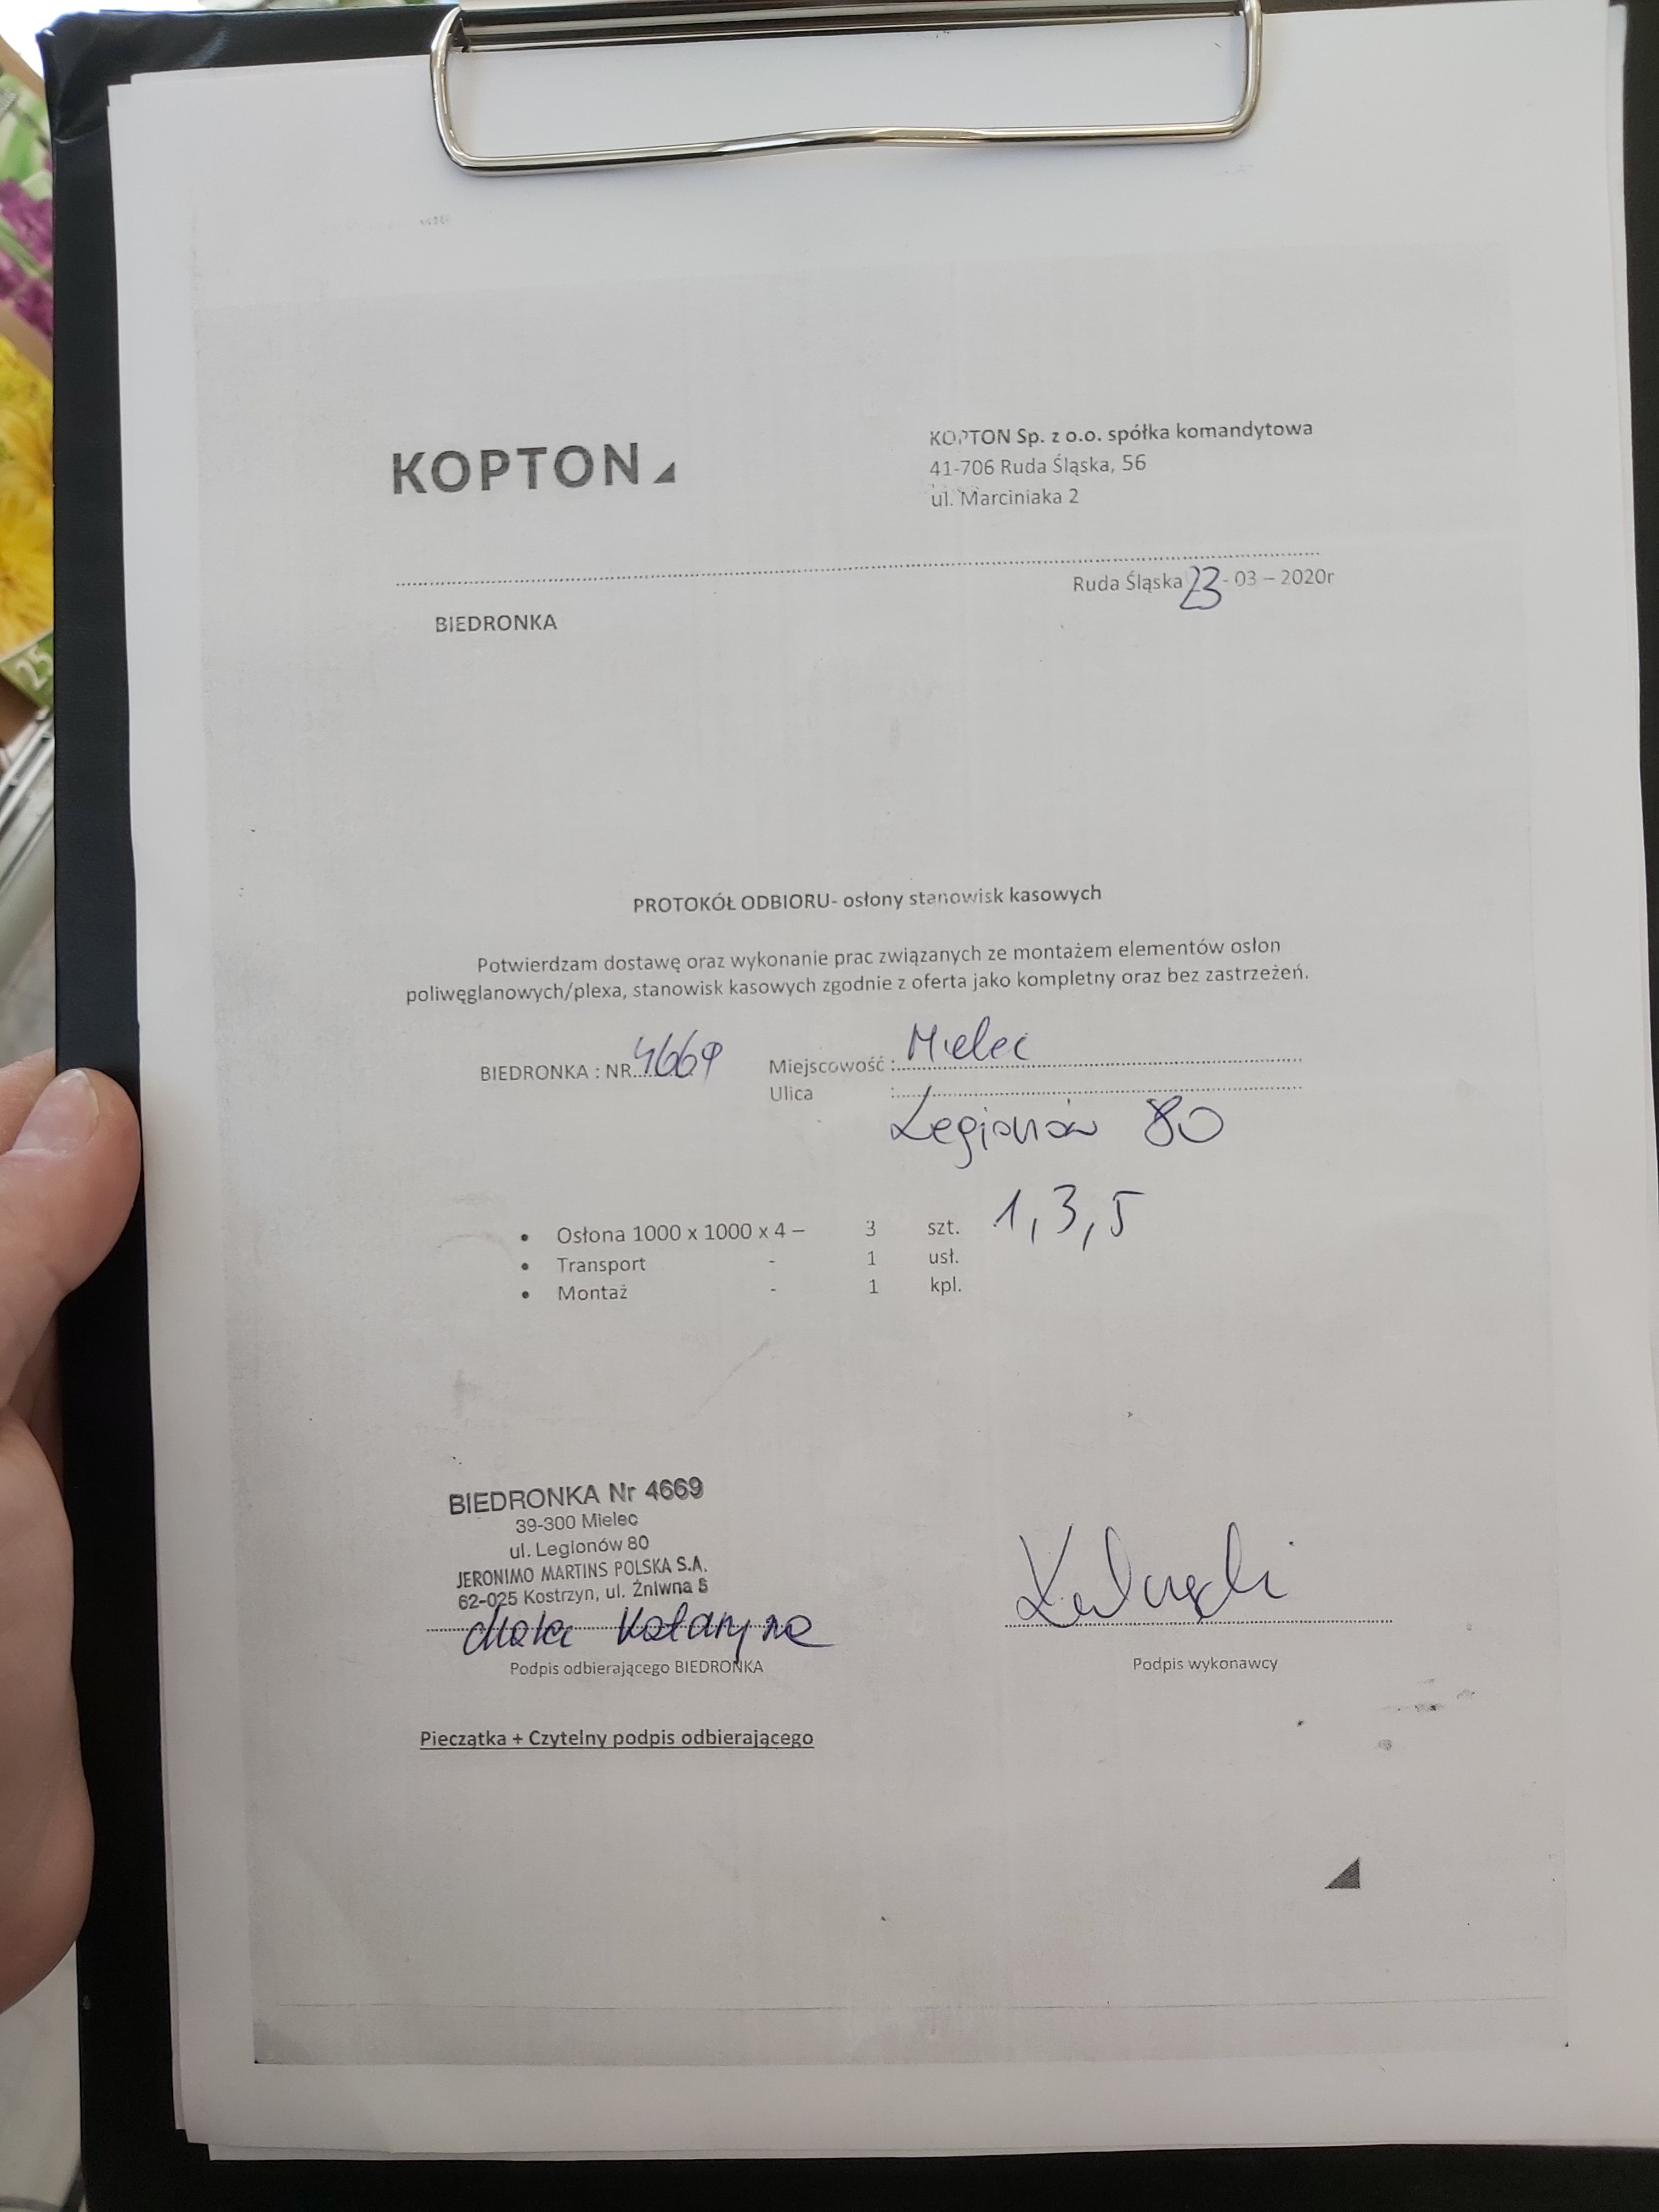 KOPTON
KOPTON Sp. z o.o. spółka komandytowa
41-706 Ruda Śląska, 56
ul. Marciniaka 2
Ruda Śląska 23 - 03 – 2020r
BIEDRONKA
PROTOKÓŁ ODBIORU- osłony stanowisk kasowych
Potwierdzam dostawę oraz wykonanie prac związanych ze montażem elementów osłon
poliwęglanowych/plexa, stanowisk kasowych zgodnie z oferta jako kompletny oraz bez zastrzeżeń.
BIEDRONKA : NR 4669 Miejscowość : Mielec
Ulica :
Legionów 80
• Osłona 1000 x 1000 x 4 – 3 szt. 1, 3, 5
• Transport - 1 usł.
• Montaż - 1 kpl.
BIEDRONKA Nr 4669
39-300 Mielec
ul. Legionów 80
JERONIMO MARTINS POLSKA S.A.
62-025 Kostrzyn, ul. Żniwna 5
Katarzyna
Podpis odbierającego BIEDRONKA
Podpis wykonawcy
Pieczątka + Czytelny podpis odbierającego
25